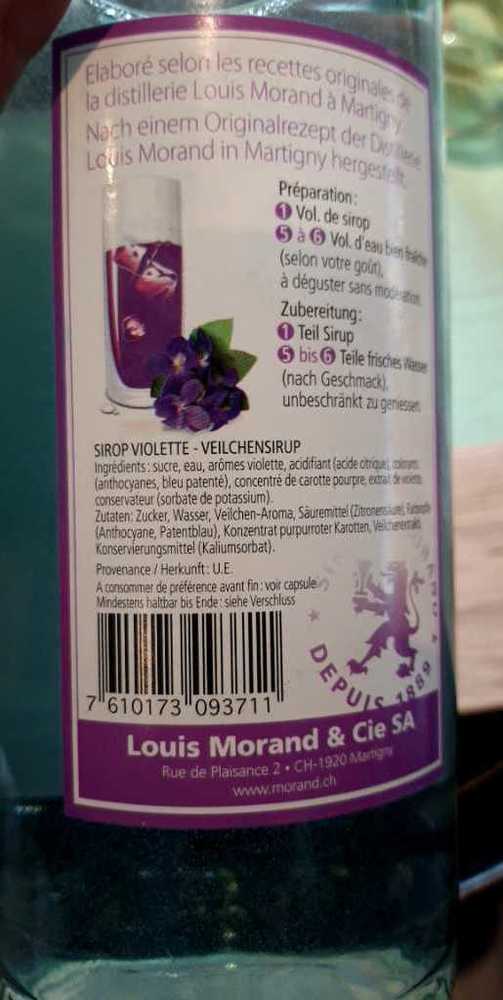 Elaboré selon les recettes originales de
la distillerie Louis Morand à Martigny
Nach einem Originalrezept der Distillerie
Louis Morand in Martigny hergestellt
Préparation:
1 Vol. de sirop
5 à 6 Vol. d'eau bien fraîche
(selon votre goût),
à déguster sans modération
Zubereitung:
1 Teil Sirup
5 bis 6 Teile frisches Wasser
(nach Geschmack),
unbeschränkt zu geniessen
SIROP VIOLETTE - VEILCHENSIRUP
Ingrédients: sucre, eau, arômes violette, acidifiant (acide citrique), colorants
(anthocyanes, bleu patenté), concentré de carotte pourpre, extrait de violette
conservateur (sorbate de potassium).
Zutaten: Zucker, Wasser, Veilchen-Aroma, Säuremittel (Zitronensäure), Farbstoffe
(Anthocyane, Patentblau), Konzentrat purpurroter Karotten, Veilchenextrakt,
Konservierungsmittel (Kaliumsorbat).
Provenance / Herkunft: U.E.
A consommer de préférence avant fin: voir capsule
Mindestens haltbar bis Ende: siehe Verschluss
7 610173 093711
DEPUIS 1889
Louis Morand & Cie SA
Rue de Plaisance 2 • CH-1920 Martigny
www.morand.ch